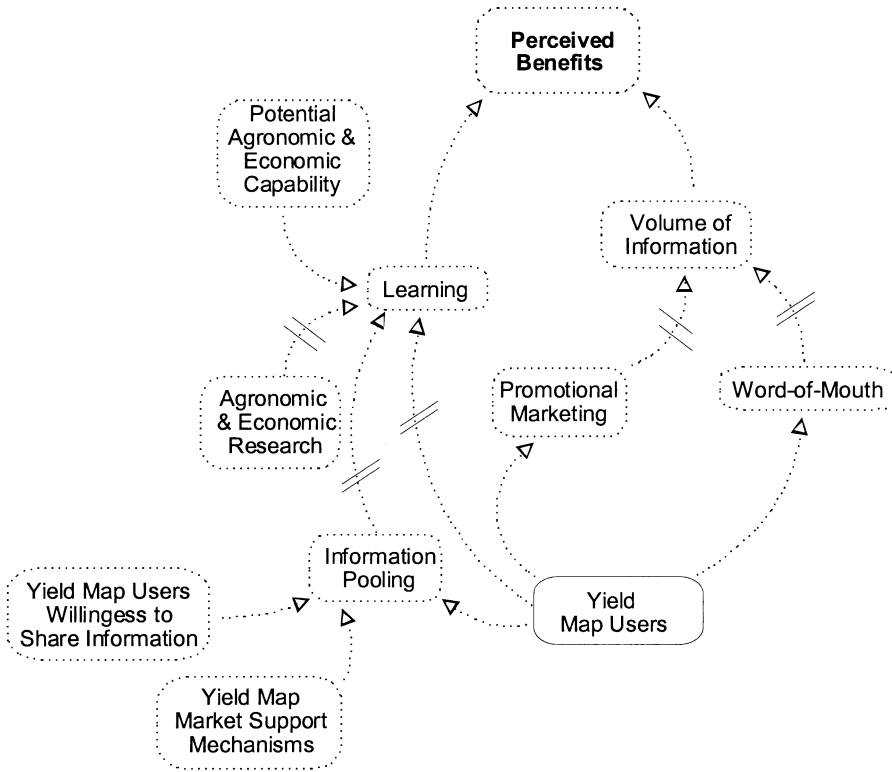 Perceived
Benefits
Potential
Agronomic &
Economic
Capability
Volume of
Information
Learning
Agronomic
& Economic
Research
Promotional
Marketing
Word-of-Mouth
Information
Pooling
Yield Map Users
Willingess to
Share Information
Yield
Map Users
Yield Map
Market Support
Mechanisms